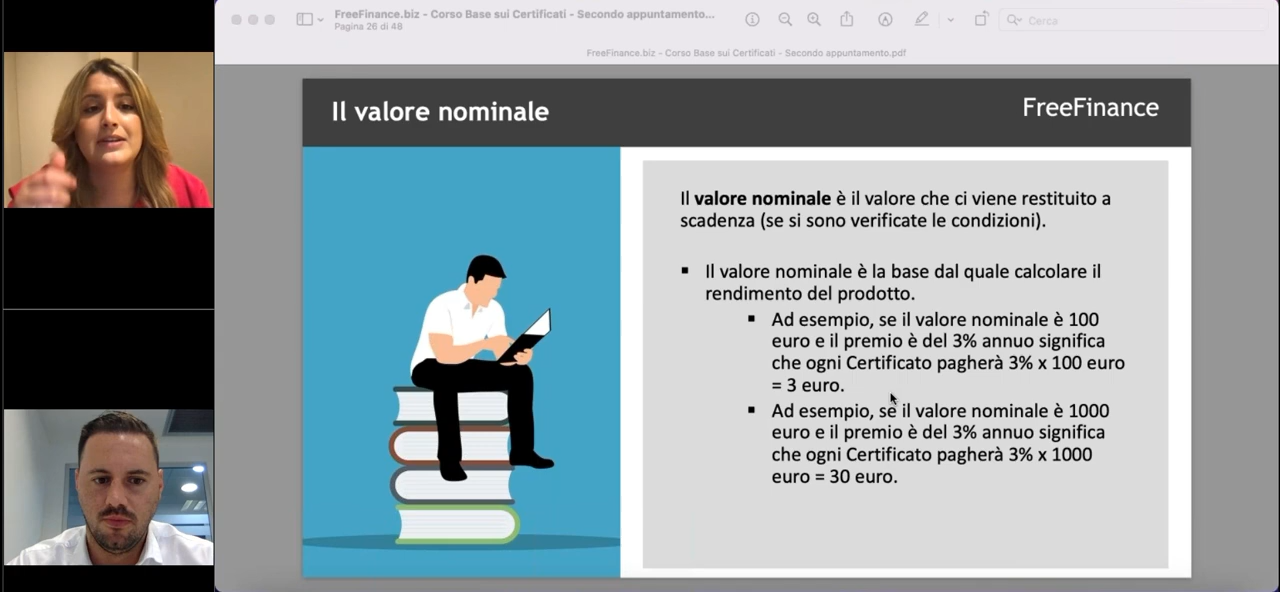 FreeFinance.biz - Corso Base sui Certificati - Secondo appuntamento...
Pagina 26 di 48
Cerca
FreeFinance.biz - Corso Base sui Certificati - Secondo appuntamento.pdf
Il valore nominale
FreeFinance
Il valore nominale è il valore che ci viene restituito a
scadenza (se si sono verificate le condizioni).
▪ Il valore nominale è la base dal quale calcolare il
rendimento del prodotto.
▪ Ad esempio, se il valore nominale è 100
euro e il premio è del 3% annuo significa
che ogni Certificato pagherà 3% x 100 euro
= 3 euro.
▪ Ad esempio, se il valore nominale è 1000
euro e il premio è del 3% annuo significa
che ogni Certificato pagherà 3% x 1000
euro = 30 euro.